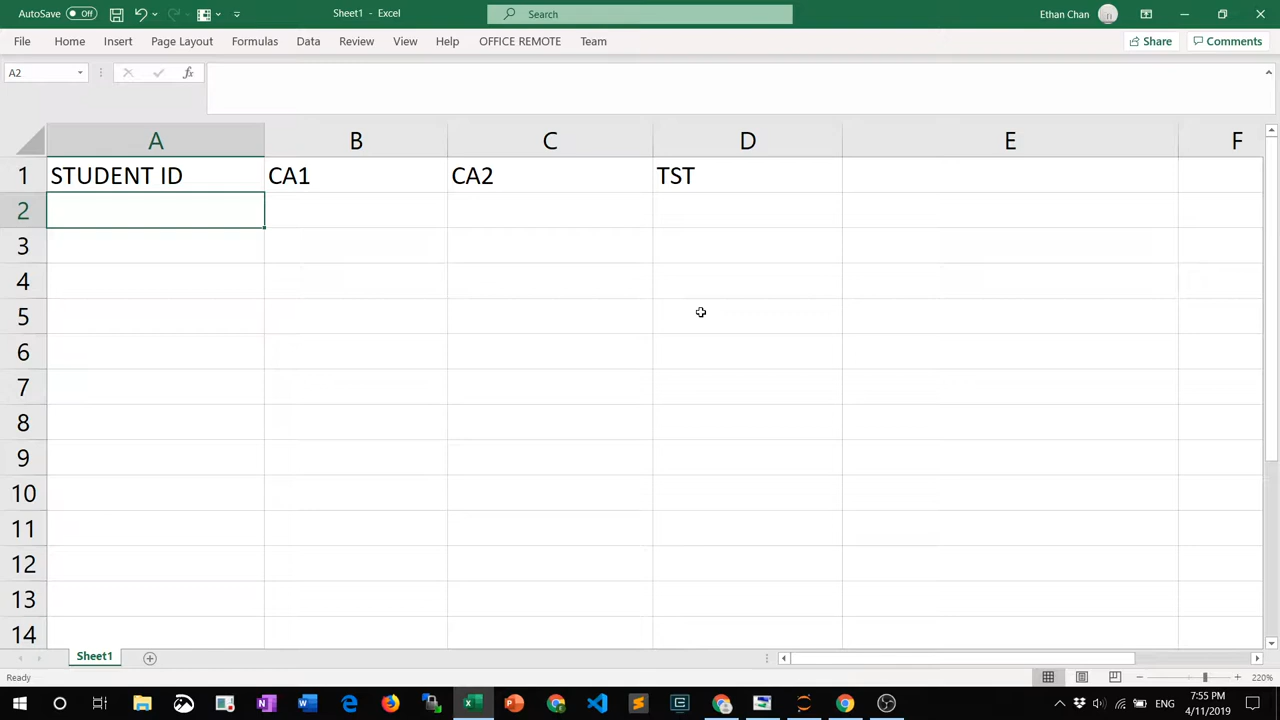 AutoSave Off Sheet1 - Excel Search Ethan Chan
File Home Insert Page Layout Formulas Data Review View Help OFFICE REMOTE Team Share Comments
A2 fx
A B C D E F
1 STUDENT ID CA1 CA2 TST
2
3
4
5
6
7
8
9
10
11
12
13
14
Sheet1
Ready 220%
7:55 PM
4/11/2019